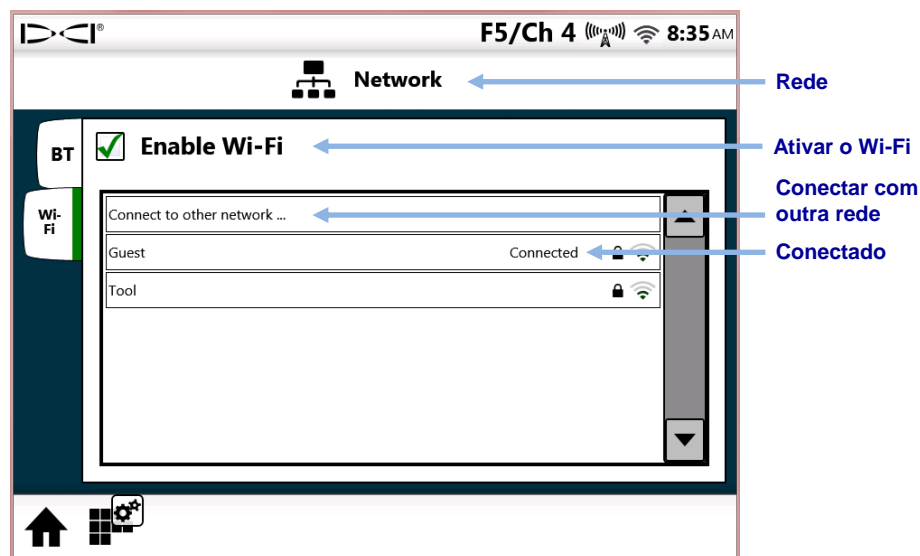 DCI®
F5/Ch 4 8:35 AM
Network
Rede
BT
Enable Wi-Fi
Ativar o Wi-Fi
Wi-
Fi
Connect to other network ...
Conectar com
outra rede
Guest Connected
Conectado
Tool